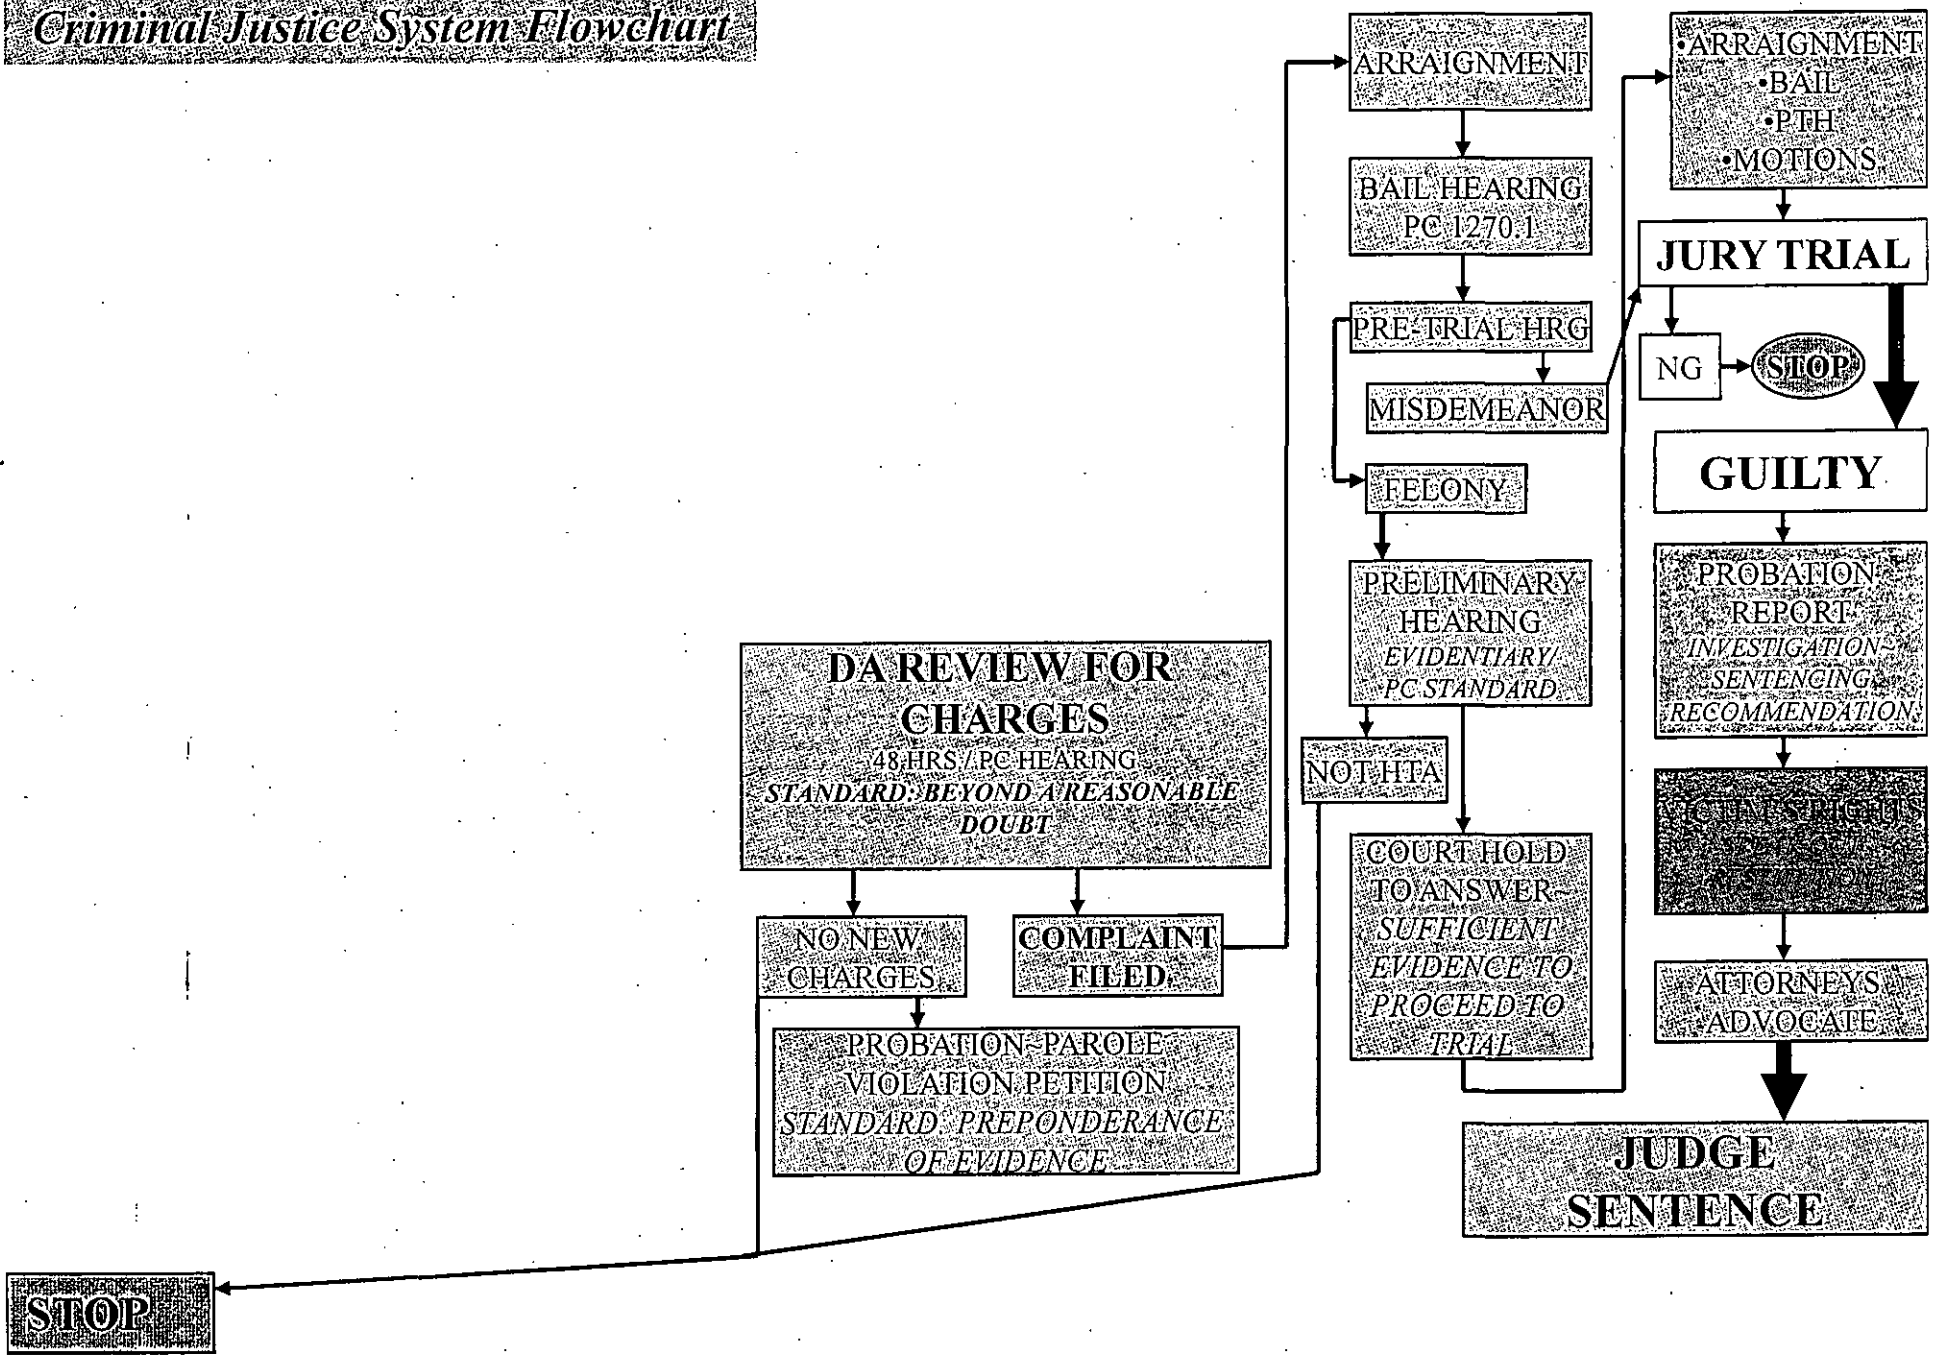 Criminal Justice System Flowchart
DA REVIEW FOR
CHARGES
48 HRS / PC HEARING
STANDARD: BEYOND A REASONABLE
DOUBT
NO NEW
CHARGES
COMPLAINT
FILED
PROBATION~PAROLE
VIOLATION PETITION
STANDARD: PREPONDERANCE
OF EVIDENCE
STOP
ARRAIGNMENT
BAIL HEARING
PC 1270.1
PRE-TRIAL HRG
MISDEMEANOR
FELONY
PRELIMINARY
HEARING
EVIDENTIARY/
PC STANDARD
NOT HTA
COURT HOLD
TO ANSWER~
SUFFICIENT
EVIDENCE TO
PROCEED TO
TRIAL
•ARRAIGNMENT
•BAIL
•PTH
•MOTIONS
JURY TRIAL
NG
STOP
GUILTY
PROBATION
REPORT~
INVESTIGATION~
SENTENCING
RECOMMENDATION
VICTIM'S RIGHTS
ATTORNEYS
ADVOCATE
JUDGE
SENTENCE